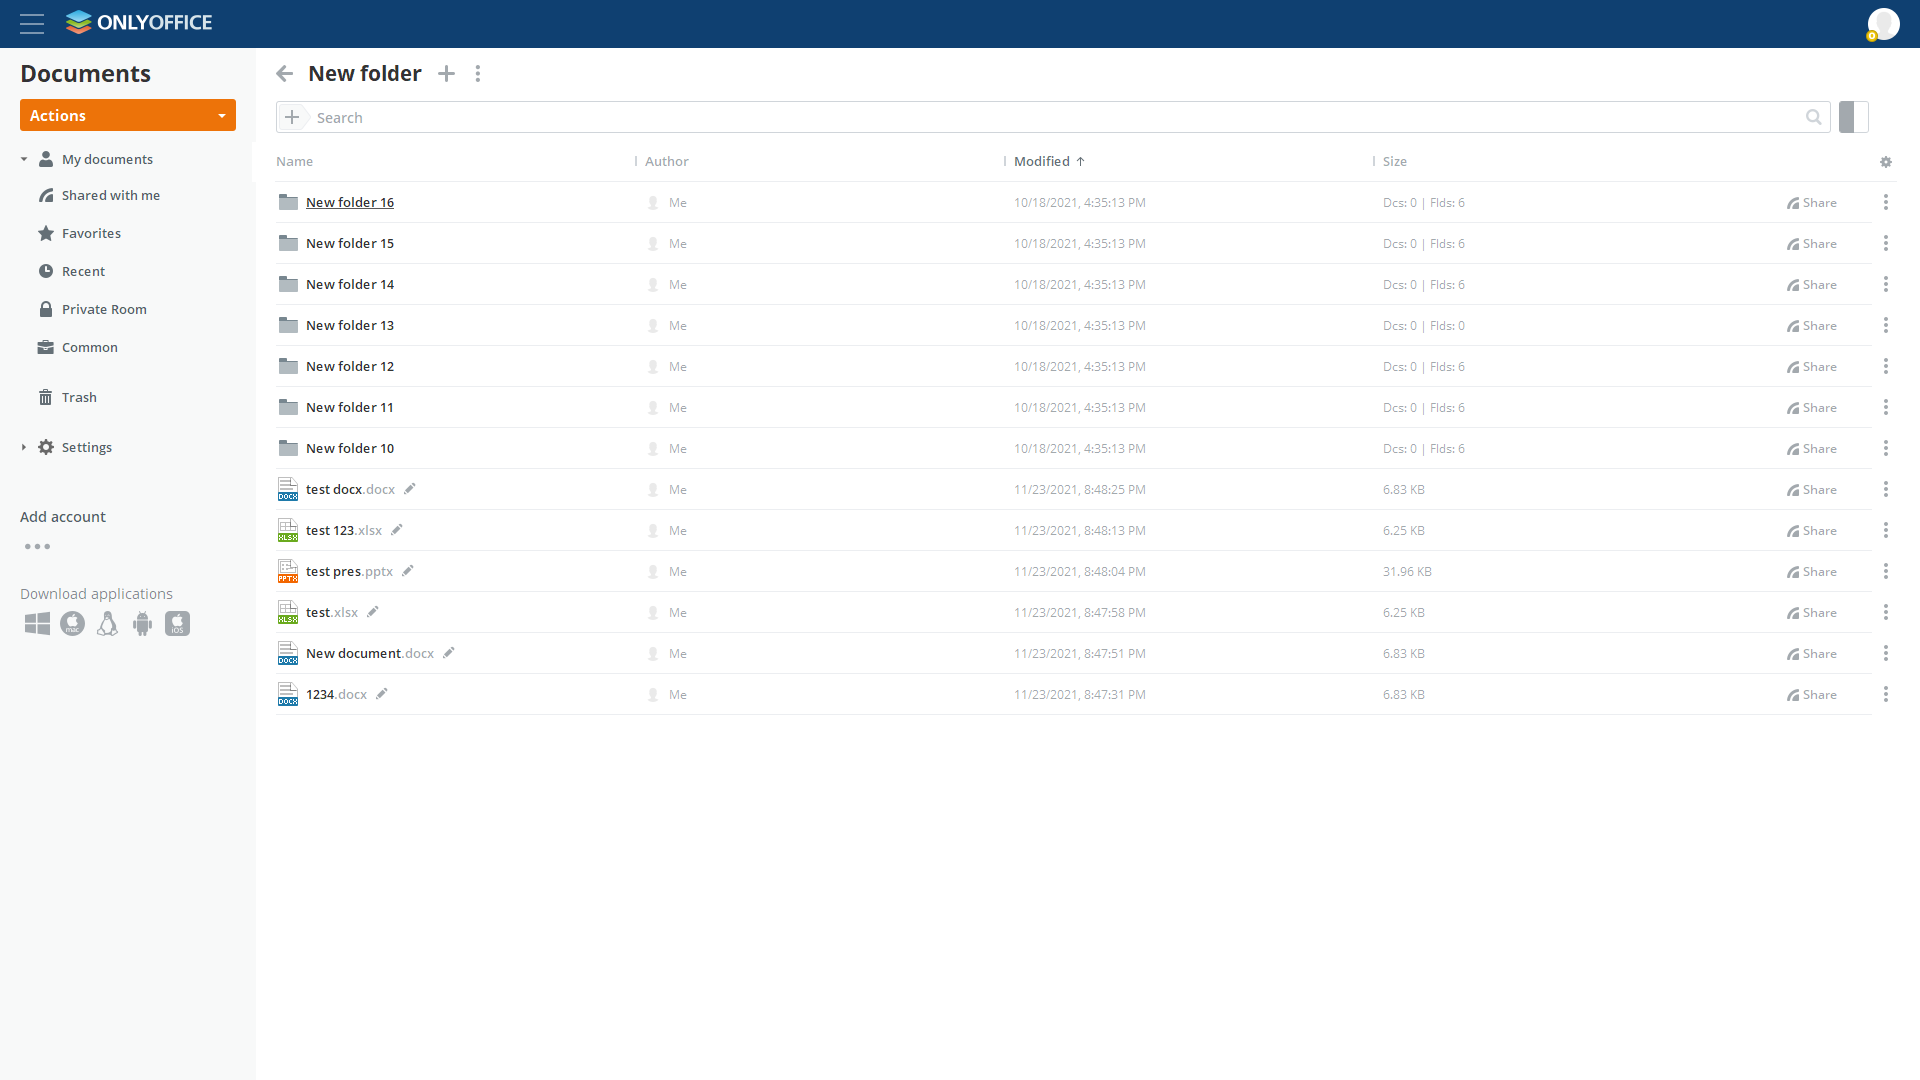 ONLYOFFICE
Documents
Actions
My documents
Shared with me
Favorites
Recent
Private Room
Common
Trash
Settings
Add account
Download applications
mac
iOS
New folder
Search
Name Author Modified Size
New folder 16 Me 10/18/2021, 4:35:13 PM Dcs: 0 | Flds: 6 Share
New folder 15 Me 10/18/2021, 4:35:13 PM Dcs: 0 | Flds: 6 Share
New folder 14 Me 10/18/2021, 4:35:13 PM Dcs: 0 | Flds: 6 Share
New folder 13 Me 10/18/2021, 4:35:13 PM Dcs: 0 | Flds: 0 Share
New folder 12 Me 10/18/2021, 4:35:13 PM Dcs: 0 | Flds: 6 Share
New folder 11 Me 10/18/2021, 4:35:13 PM Dcs: 0 | Flds: 6 Share
New folder 10 Me 10/18/2021, 4:35:13 PM Dcs: 0 | Flds: 6 Share
DOCX test docx.docx Me 11/23/2021, 8:48:25 PM 6.83 KB Share
XLSX test 123.xlsx Me 11/23/2021, 8:48:13 PM 6.25 KB Share
PPTX test pres.pptx Me 11/23/2021, 8:48:04 PM 31.96 KB Share
XLSX test.xlsx Me 11/23/2021, 8:47:58 PM 6.25 KB Share
DOCX New document.docx Me 11/23/2021, 8:47:51 PM 6.83 KB Share
DOCX 1234.docx Me 11/23/2021, 8:47:31 PM 6.83 KB Share